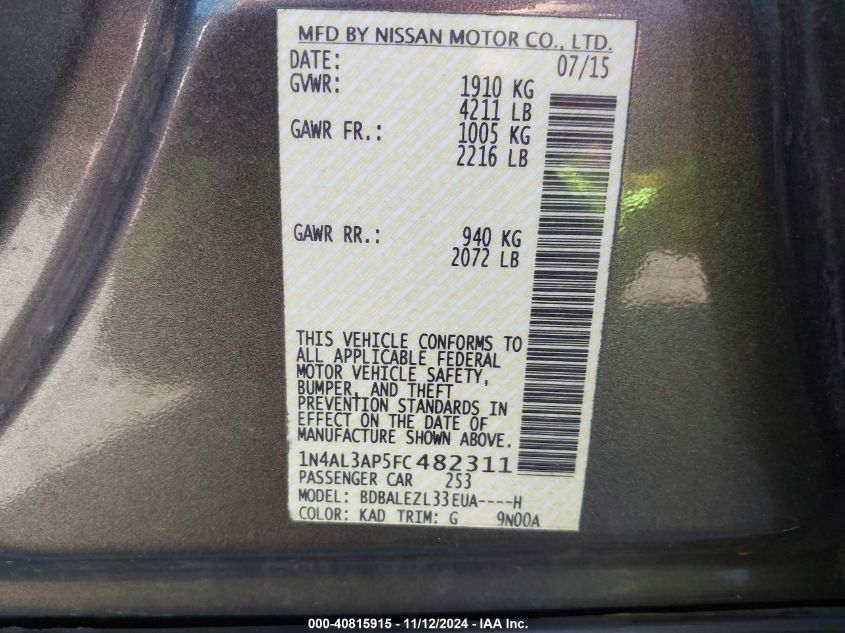 MFD BY NISSAN MOTOR CO., LTD.
DATE: 07/15
GVWR: 1910 KG
4211 LB
GAWR FR.: 1005 KG
2216 LB
GAWR RR.: 940 KG
2072 LB
THIS VEHICLE CONFORMS TO
ALL APPLICABLE FEDERAL
MOTOR VEHICLE SAFETY,
BUMPER, AND THEFT
PREVENTION STANDARDS IN
EFFECT ON THE DATE OF
MANUFACTURE SHOWN ABOVE.
1N4AL3AP5FC482311
PASSENGER CAR 253
MODEL: BDBALEZL33EUA----H
COLOR: KAD TRIM: G 9N00A
000-40815915 - 11/12/2024 - IAA Inc.